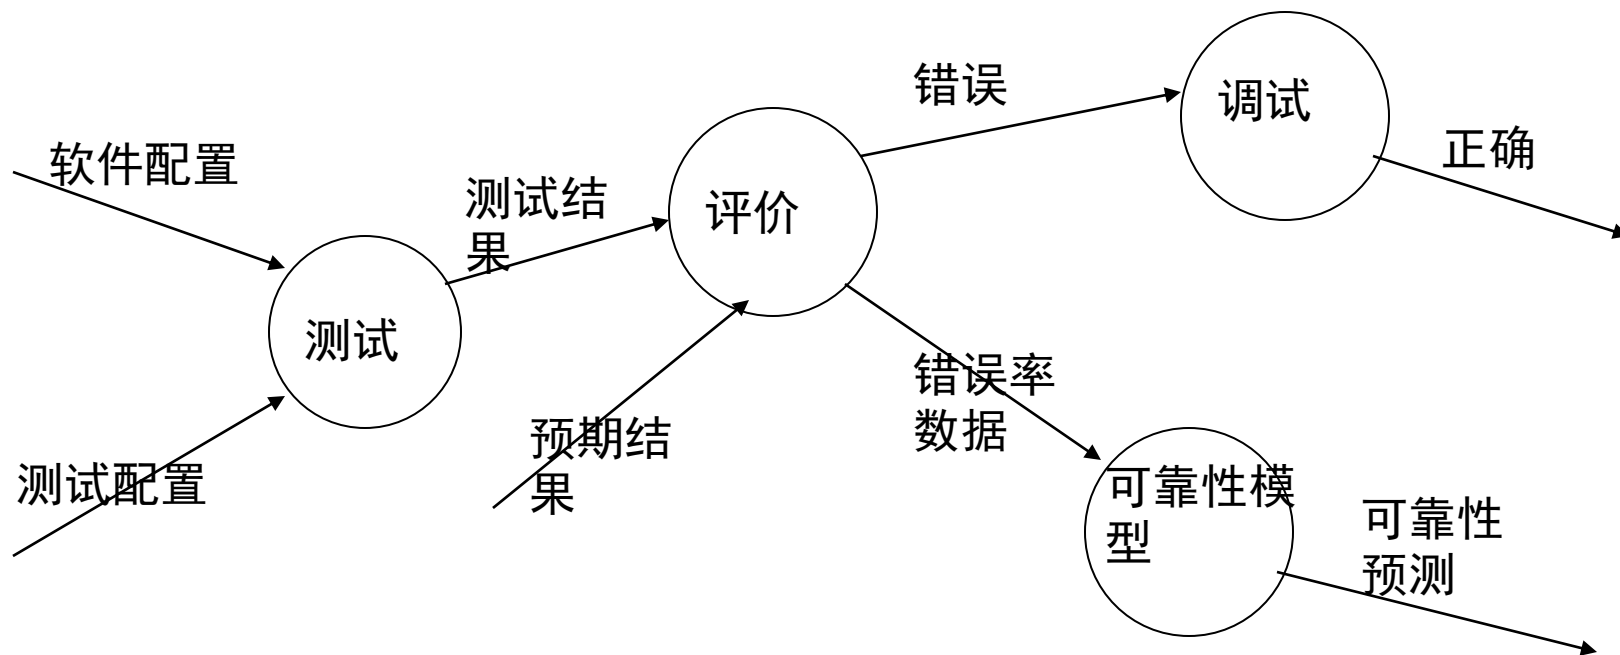 软件配置
测试配置
测试
测试结
果
预期结
果
评价
错误
错误率
数据
调试
正确
可靠性模
型
可靠性
预测